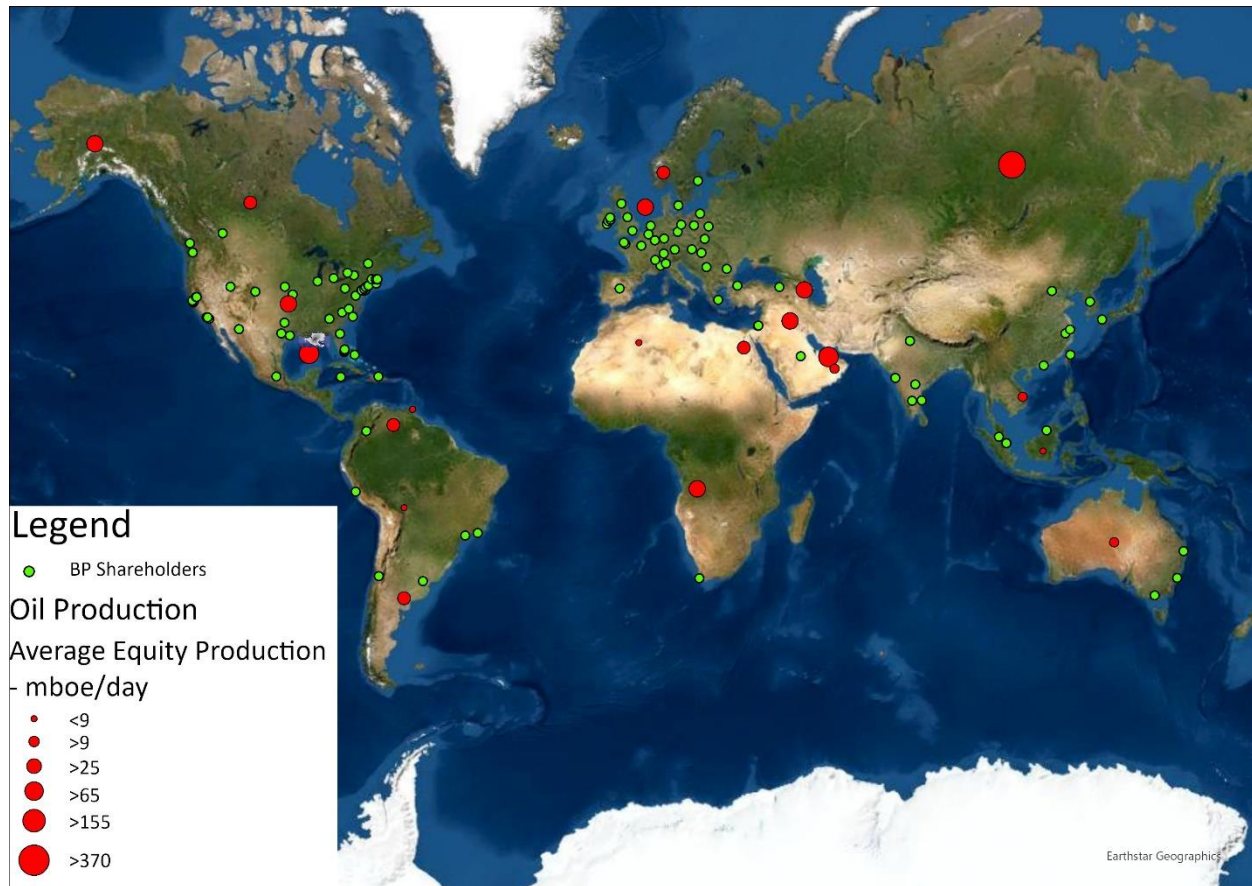 Legend
BP Shareholders
Oil Production
Average Equity Production
- mboe/day
<9
>9
>25
>65
>155
>370
Earthstar Geographics